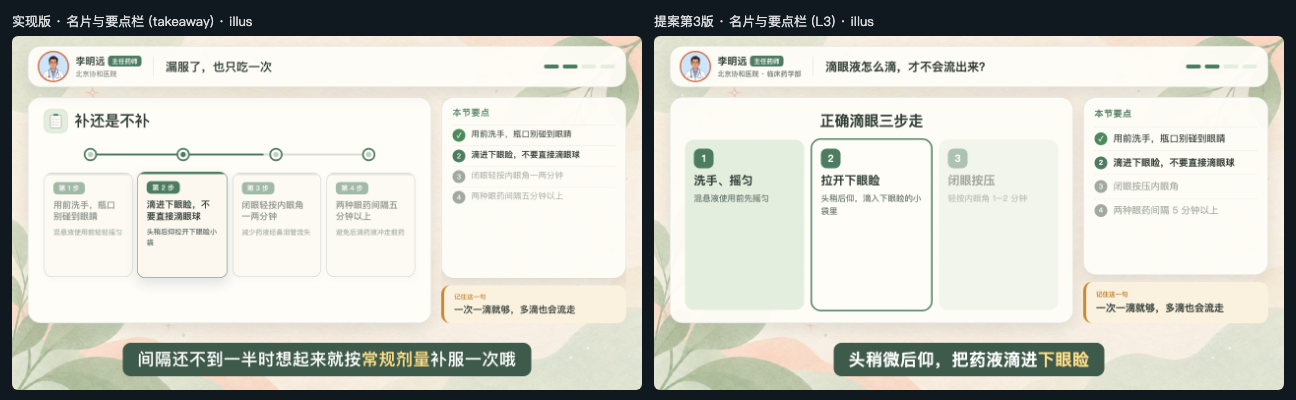 实现版 · 名片与要点栏 (takeaway) · illus
李明远 主任药师
北京协和医院
漏服了，也只吃一次
补还是不补
第 1 步
用前洗手，瓶口
别碰到眼睛
混悬液使用前轻轻摇匀
第 2 步
滴进下眼睑，不
要直接滴眼球
头稍后仰拉开下眼睑小
袋
第 3 步
闭眼轻按内眼角
一两分钟
减少药液经鼻泪管流失
第 4 步
两种眼药间隔五
分钟以上
避免后滴药液冲走前药
本节要点
用前洗手，瓶口别碰到眼睛
2 滴进下眼睑，不要直接滴眼球
3 闭眼轻按内眼角一两分钟
4 两种眼药间隔五分钟以上
记住这一句
一次一滴就够，多滴也会流走
间隔还不到一半时想起来就按常规剂量补服一次哦
提案第3版 · 名片与要点栏 (L3) · illus
李明远 主任药师
北京协和医院 · 临床药学部
滴眼液怎么滴，才不会流出来？
正确滴眼三步走
1
洗手、摇匀
混悬液使用前先摇匀
2
拉开下眼睑
头稍后仰，滴入下眼睑的小
袋里
3
闭眼按压
轻按内眼角 1–2 分钟
本节要点
用前洗手，瓶口别碰到眼睛
2 滴进下眼睑，不要直接滴眼球
3 闭眼按压内眼角
4 两种眼药间隔 5 分钟以上
记住这一句
一次一滴就够，多滴也会流走
头稍微后仰，把药液滴进下眼睑